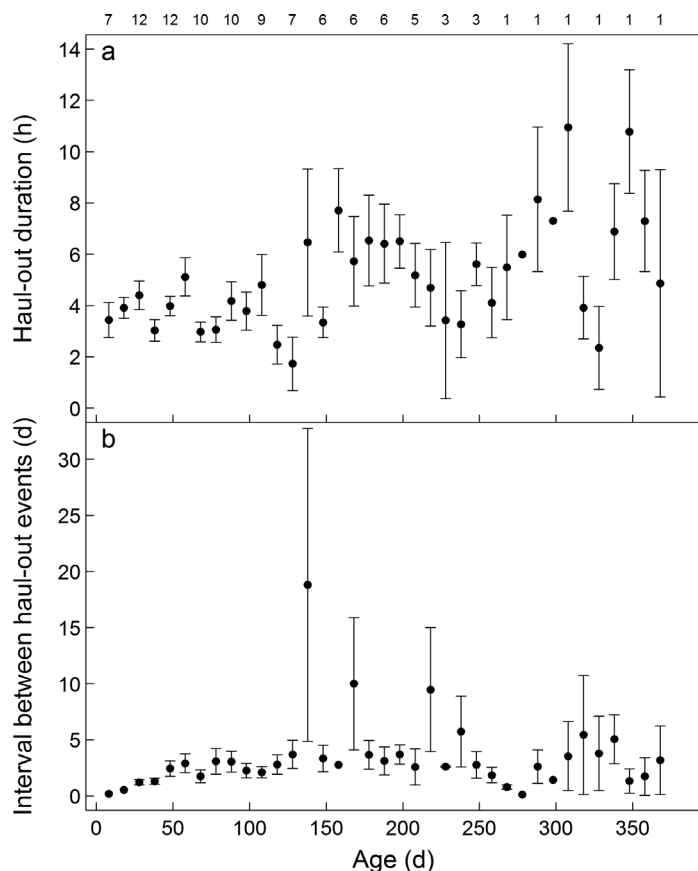 7 12 12 10 10 9 7 6 6 6 5 3 3 1 1 1 1 1 1
a
14
12
10
8
6
4
2
0
Haul-out duration (h)
b
30
25
20
15
10
5
0
Interval between haul-out events (d)
0 50 100 150 200 250 300 350
Age (d)